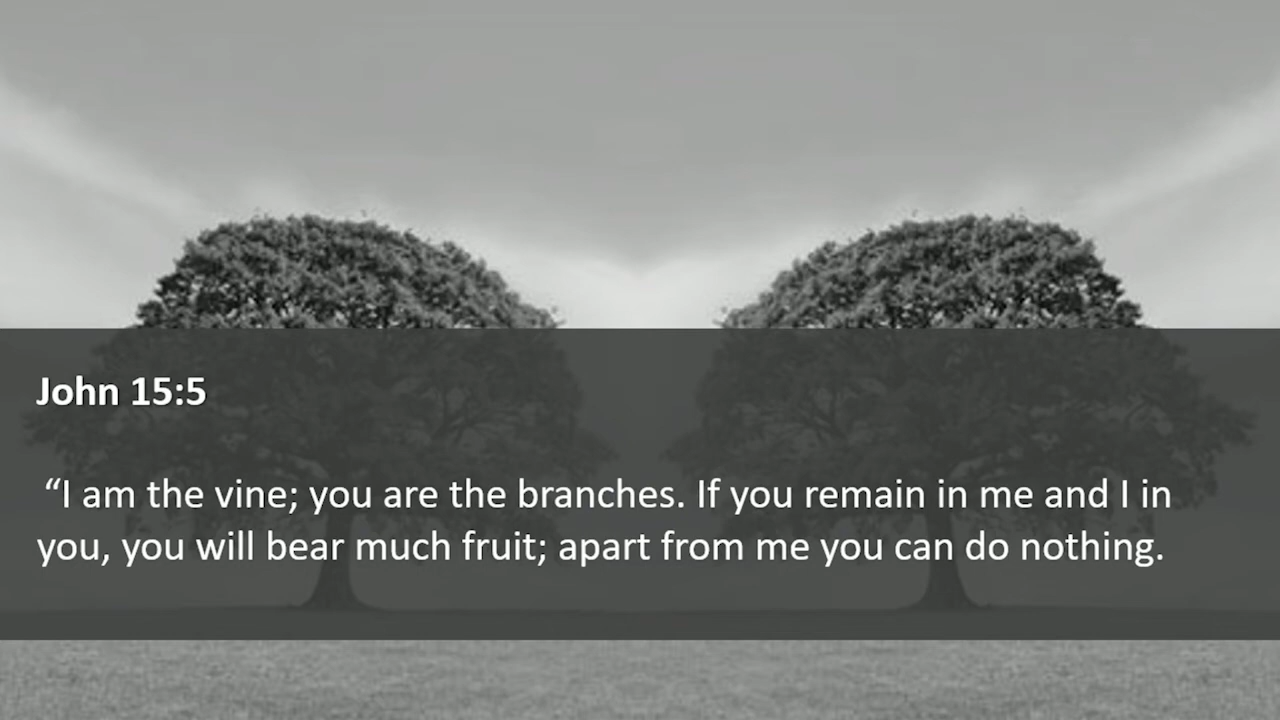 John 15:5
“I am the vine; you are the branches. If you remain in me and I in
you, you will bear much fruit; apart from me you can do nothing.